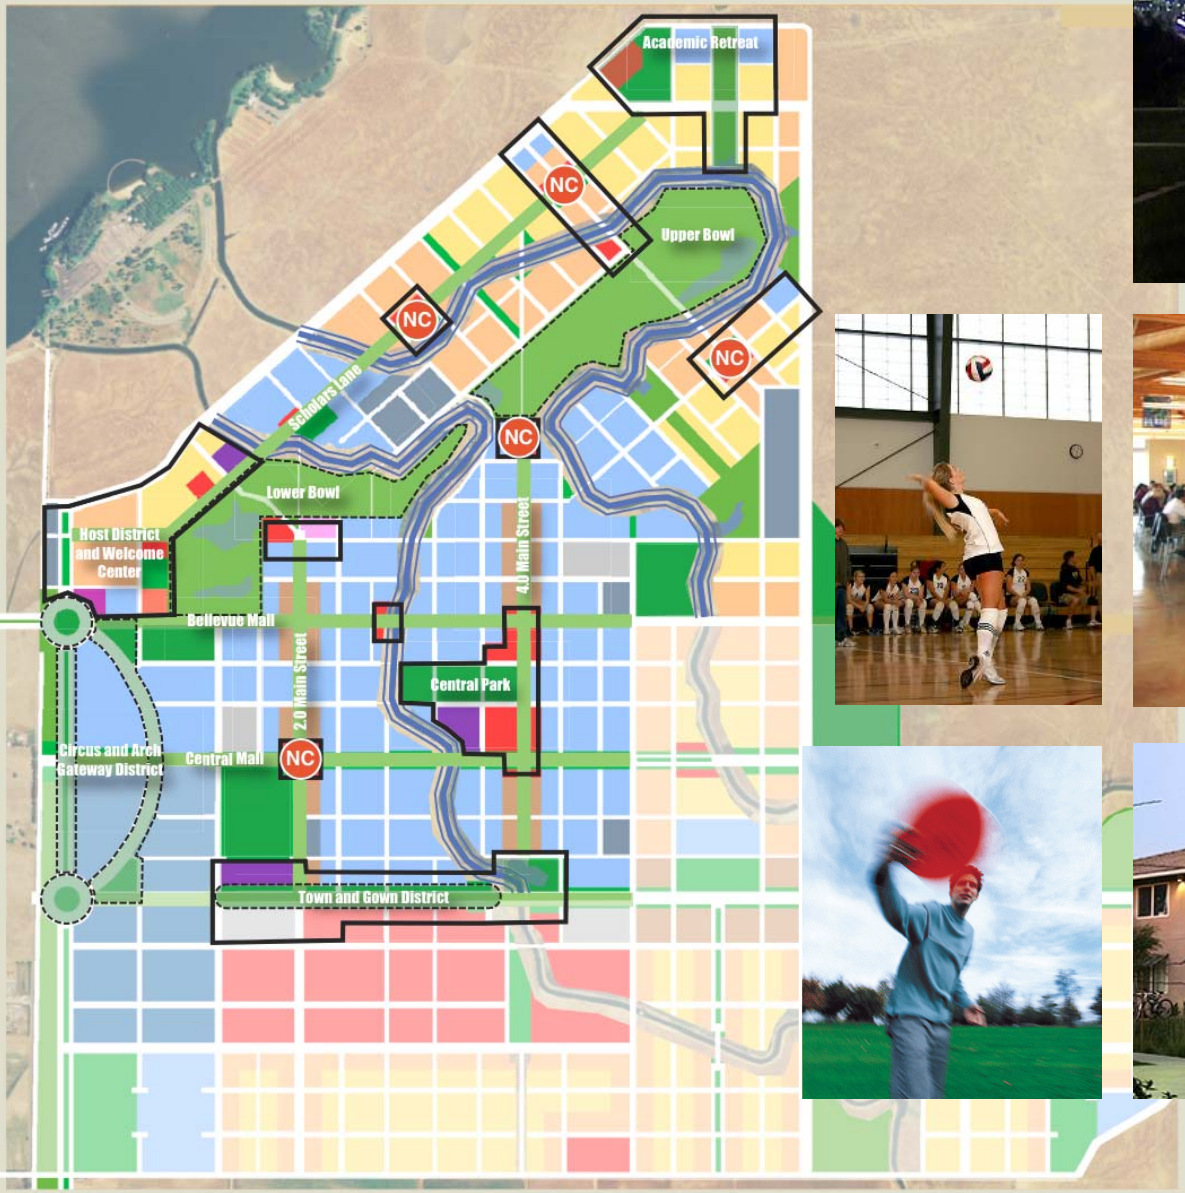 Academic Retreat
NC
Upper Bowl
NC
NC
Scholars Lane
NC
Lower Bowl
4.0 Main Street
Host District
and Welcome
Center
Bellevue Mall
2.0 Main Street
Central Park
Circus and Arch
Gateway District
Central Mall
NC
Town and Gown District